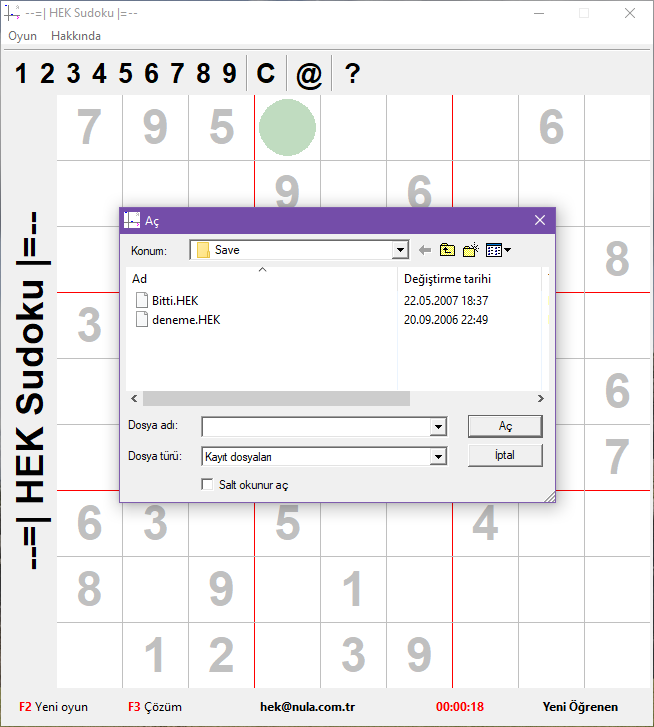 --=| HEK Sudoku |=--
Oyun Hakkında
1 2 3 4 5 6 7 8 9 C @ ?
--=| HEK Sudoku |=--
7 9 5 6
9 6
Aç
Konum: Save
8
Ad Değiştirme tarihi
Bitti.HEK 22.05.2007 18:37
deneme.HEK 20.09.2006 22:49
3
6
Dosya adı: Aç
7
Dosya türü: Kayıt dosyaları İptal
Salt okunur aç
6 3 5 4
8 9 1
1 2 3 9
F2 Yeni oyun F3 Çözüm hek@nula.com.tr 00:00:18 Yeni Öğrenen